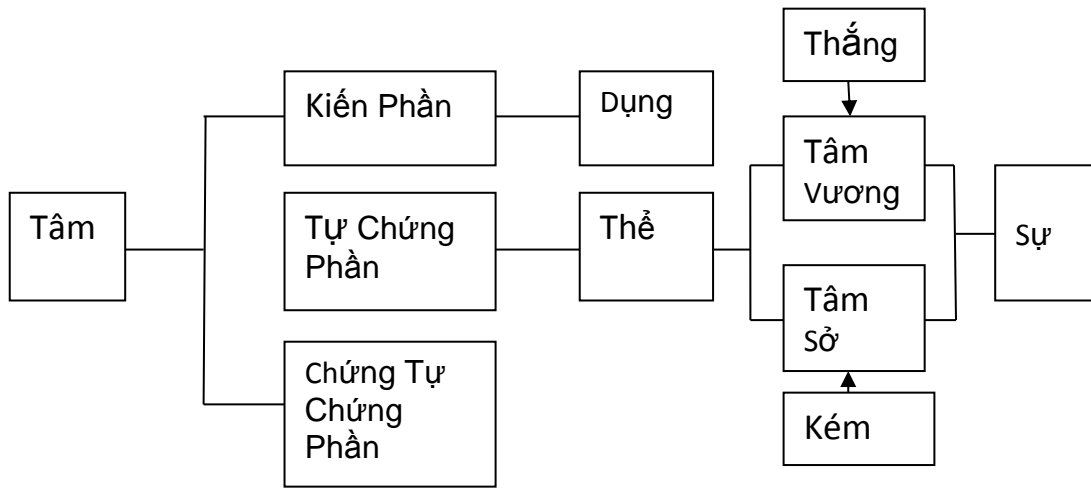 Thắng
Kiến Phần
Dụng
Tâm
Vương
Tâm
Tự Chứng
Phần
Thể
Sự
Tâm
Sở
Chứng Tự
Chứng
Phần
Kém